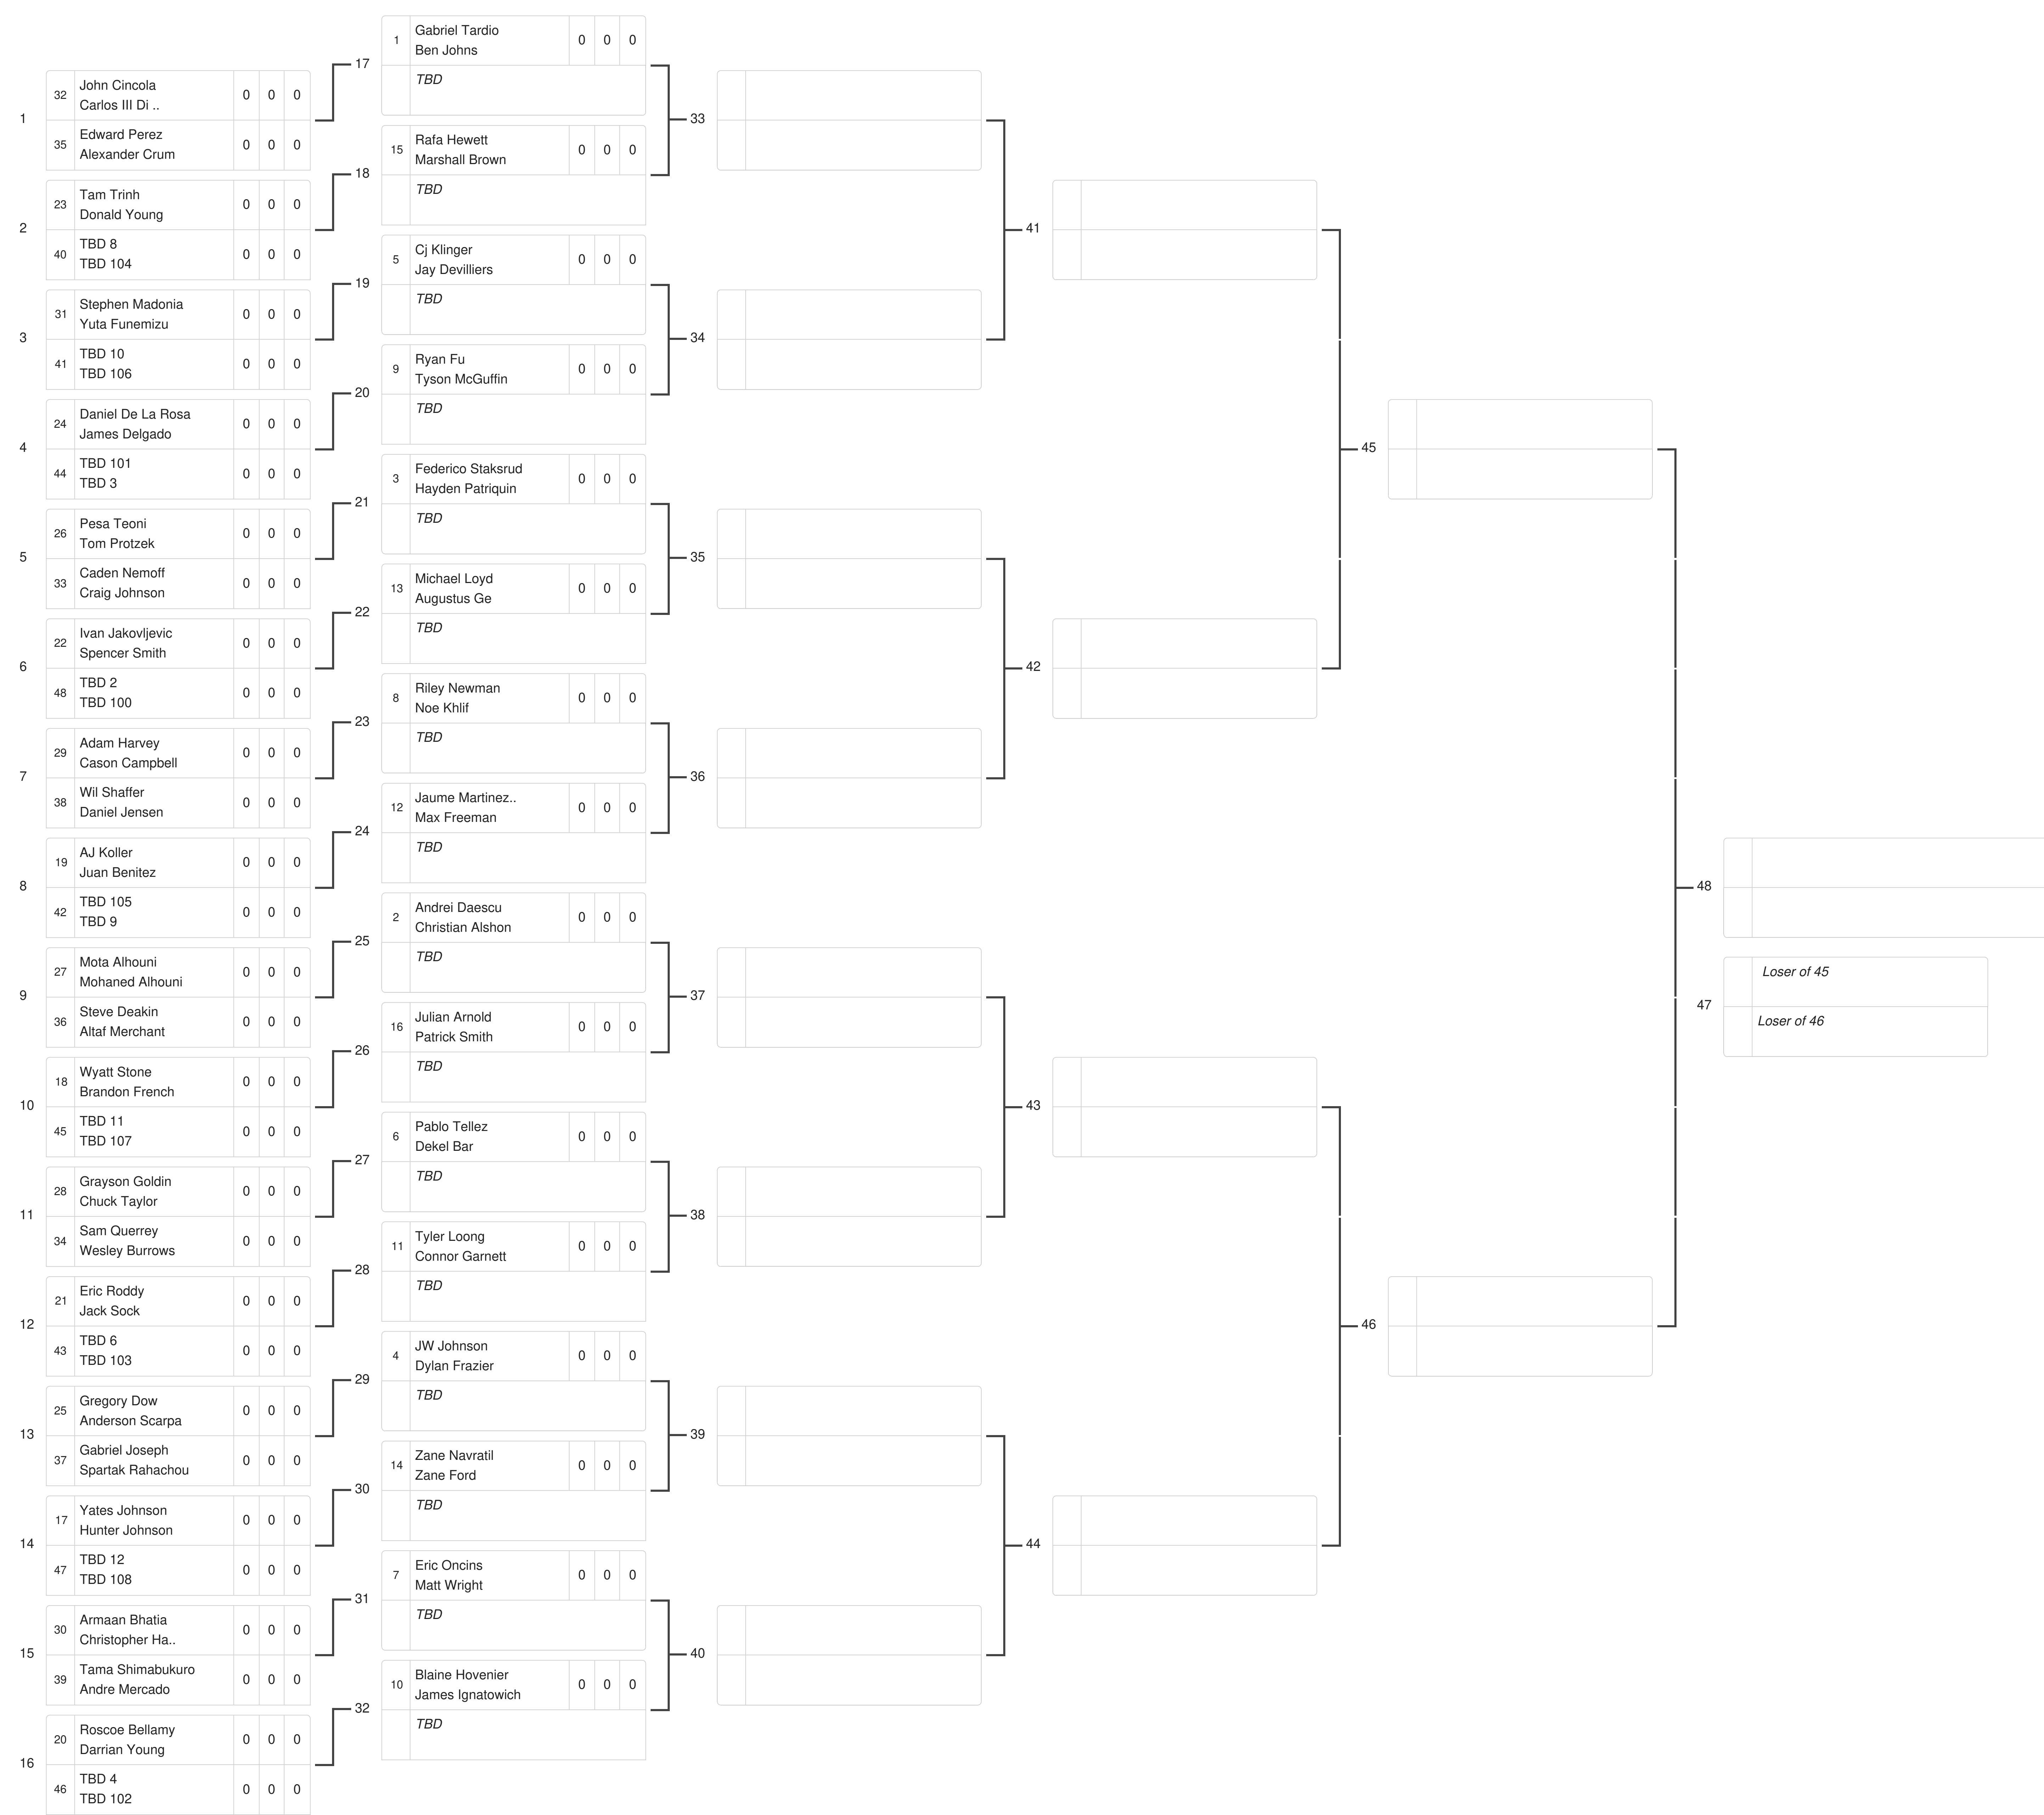 1
32
John Cincola
Carlos III Di ..
0 0 0
35
Edward Perez
Alexander Crum
0 0 0
2
23
Tam Trinh
Donald Young
0 0 0
40
TBD 8
TBD 104
0 0 0
3
31
Stephen Madonia
Yuta Funemizu
0 0 0
41
TBD 10
TBD 106
0 0 0
4
24
Daniel De La Rosa
James Delgado
0 0 0
44
TBD 101
TBD 3
0 0 0
5
26
Pesa Teoni
Tom Protzek
0 0 0
33
Caden Nemoff
Craig Johnson
0 0 0
6
22
Ivan Jakovljevic
Spencer Smith
0 0 0
48
TBD 2
TBD 100
0 0 0
7
29
Adam Harvey
Cason Campbell
0 0 0
38
Wil Shaffer
Daniel Jensen
0 0 0
8
19
AJ Koller
Juan Benitez
0 0 0
42
TBD 105
TBD 9
0 0 0
9
27
Mota Alhouni
Mohaned Alhouni
0 0 0
36
Steve Deakin
Altaf Merchant
0 0 0
10
18
Wyatt Stone
Brandon French
0 0 0
45
TBD 11
TBD 107
0 0 0
11
28
Grayson Goldin
Chuck Taylor
0 0 0
34
Sam Querrey
Wesley Burrows
0 0 0
12
21
Eric Roddy
Jack Sock
0 0 0
43
TBD 6
TBD 103
0 0 0
13
25
Gregory Dow
Anderson Scarpa
0 0 0
37
Gabriel Joseph
Spartak Rahachou
0 0 0
14
17
Yates Johnson
Hunter Johnson
0 0 0
47
TBD 12
TBD 108
0 0 0
15
30
Armaan Bhatia
Christopher Ha..
0 0 0
39
Tama Shimabukuro
Andre Mercado
0 0 0
16
20
Roscoe Bellamy
Darrian Young
0 0 0
46
TBD 4
TBD 102
0 0 0
17
1
Gabriel Tardio
Ben Johns
0 0 0
TBD
18
15
Rafa Hewett
Marshall Brown
0 0 0
TBD
19
5
Cj Klinger
Jay Devilliers
0 0 0
TBD
20
9
Ryan Fu
Tyson McGuffin
0 0 0
TBD
21
3
Federico Staksrud
Hayden Patriquin
0 0 0
TBD
22
13
Michael Loyd
Augustus Ge
0 0 0
TBD
23
8
Riley Newman
Noe Khlif
0 0 0
TBD
24
12
Jaume Martinez..
Max Freeman
0 0 0
TBD
25
2
Andrei Daescu
Christian Alshon
0 0 0
TBD
26
16
Julian Arnold
Patrick Smith
0 0 0
TBD
27
6
Pablo Tellez
Dekel Bar
0 0 0
TBD
28
11
Tyler Loong
Connor Garnett
0 0 0
TBD
29
4
JW Johnson
Dylan Frazier
0 0 0
TBD
30
14
Zane Navratil
Zane Ford
0 0 0
TBD
31
7
Eric Oncins
Matt Wright
0 0 0
TBD
32
10
Blaine Hovenier
James Ignatowich
0 0 0
TBD
33
34
35
36
37
38
39
40
41
42
43
44
45
46
48
47
Loser of 45
Loser of 46